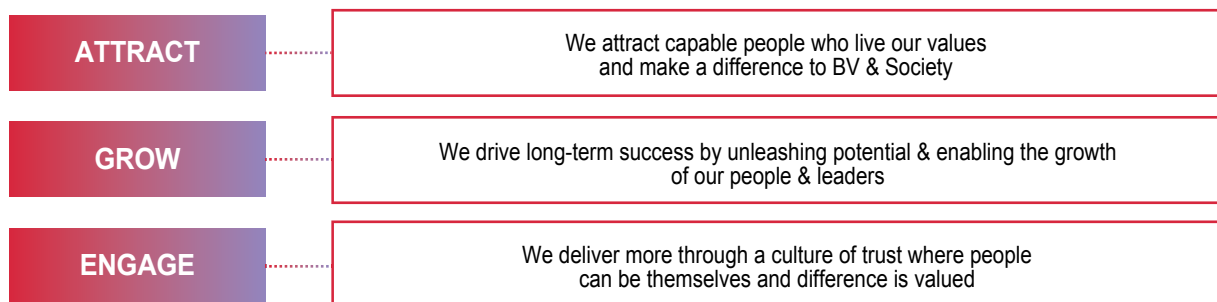 ATTRACT
We attract capable people who live our values
and make a difference to BV & Society
GROW
We drive long-term success by unleashing potential & enabling the growth
of our people & leaders
ENGAGE
We deliver more through a culture of trust where people
can be themselves and difference is valued